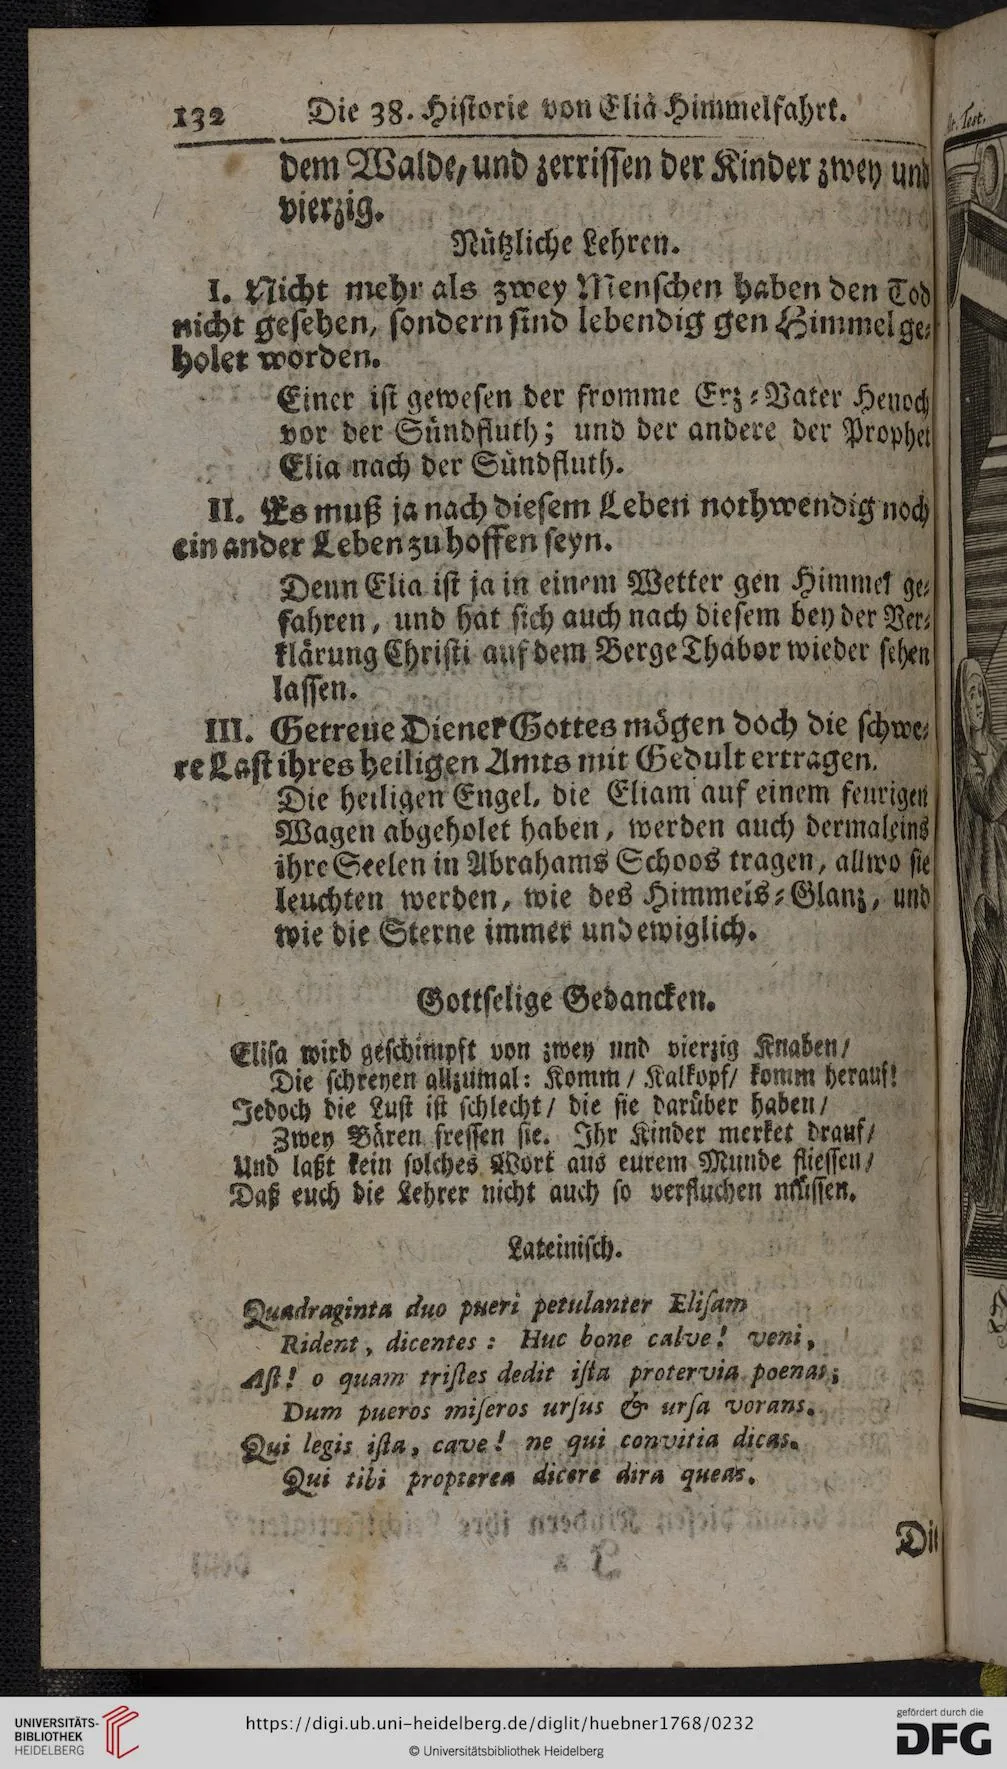 132 Die 38. Historie von Eliä Himmelfahrt.
dem Walde, und zerrissen der Kinder zwey und
vierzig.
Nützliche Lehren.
I. Nicht mehr als zwey Menschen haben den Tod
nicht gesehen, sondern sind lebendig gen Himmel ge-
holet worden.
Einer ist gewesen der fromme Erz-Vater Henoch
vor der Sündfluth; und der andere der Prophet
Elia nach der Sündfluth.
II. Es muß ja nach diesem Leben nothwendig noch
ein ander Leben zu hoffen seyn.
Denn Elia ist ja in einem Wetter gen Himmel ge-
fahren, und hat sich auch nach diesem bey der Ver-
klärung Christi auf dem Berge Thabor wieder sehen
lassen.
III. Getreue Diener Gottes mögen doch die schwe-
re Last ihres heiligen Amts mit Gedult ertragen.
Die heiligen Engel, die Eliam auf einem feurigen
Wagen abgeholet haben, werden auch dermaleins
ihre Seelen in Abrahams Schoos tragen, allwo sie
leuchten werden, wie des Himmels-Glanz, und
wie die Sterne immer und ewiglich.
Gottselige Gedancken.
Elisa wird geschimpft von zwey und vierzig Knaben/
Die schreyen allzumal: Komm/ Kalkopf/ komm herauf!
Jedoch die Lust ist schlecht/ die sie darüber haben/
Zwey Bären fressen sie. Ihr Kinder merket drauf/
Und laßt kein solches Wort aus eurem Munde fliessen/
Daß euch die Lehrer nicht auch so verfluchen müssen.
Lateinisch.
Quadraginta duo pueri petulanter Elisam
Rident, dicentes: Huc bone calve! veni,
Ast! o quam tristes dedit ista protervia poenas;
Dum pueros miseros ursus & ursa vorans.
Qui legis ista, cave! ne qui convitia dicas.
Qui tibi propterea dicere dira queas.
Die
UNIVERSITÄTS-
BIBLIOTHEK
HEIDELBERG
https://digi.ub.uni-heidelberg.de/diglit/huebner1768/0232
© Universitätsbibliothek Heidelberg
gefördert durch die
DFG